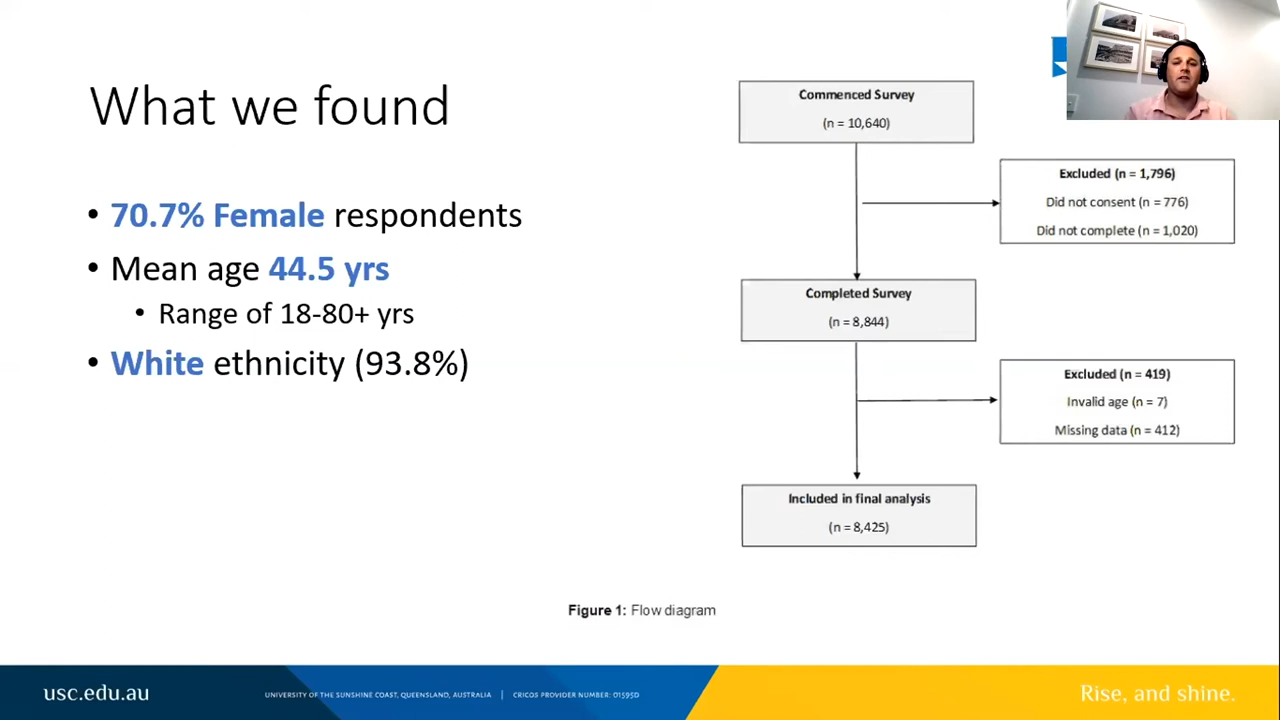 What we found
• 70.7% Female respondents
• Mean age 44.5 yrs
• Range of 18-80+ yrs
• White ethnicity (93.8%)
Commenced Survey
(n = 10,640)
Excluded (n = 1,796)
Did not consent (n = 776)
Did not complete (n = 1,020)
Completed Survey
(n = 8,844)
Excluded (n = 419)
Invalid age (n = 7)
Missing data (n = 412)
Included in final analysis
(n = 8,425)
Figure 1: Flow diagram
usc.edu.au
UNIVERSITY OF THE SUNSHINE COAST, QUEENSLAND, AUSTRALIA | CRICOS PROVIDER NUMBER: 01595D
Rise, and shine.